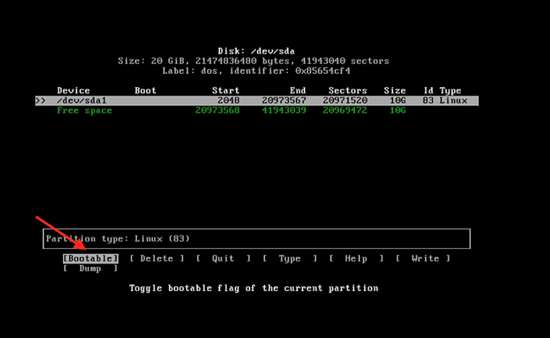 Disk: /dev/sda
Size: 20 GiB, 21474836480 bytes, 41943040 sectors
Label: dos, identifier: 0x85654cf4
Device Boot Start End Sectors Size Id Type
>> /dev/sda1 2048 20973567 20971520 10G 83 Linux
Free space 20973568 41943039 20969472 10G
Partition type: Linux (83)
[Bootable] [ Delete ] [ Quit ] [ Type ] [ Help ] [ Write ]
[ Dump ]
Toggle bootable flag of the current partition